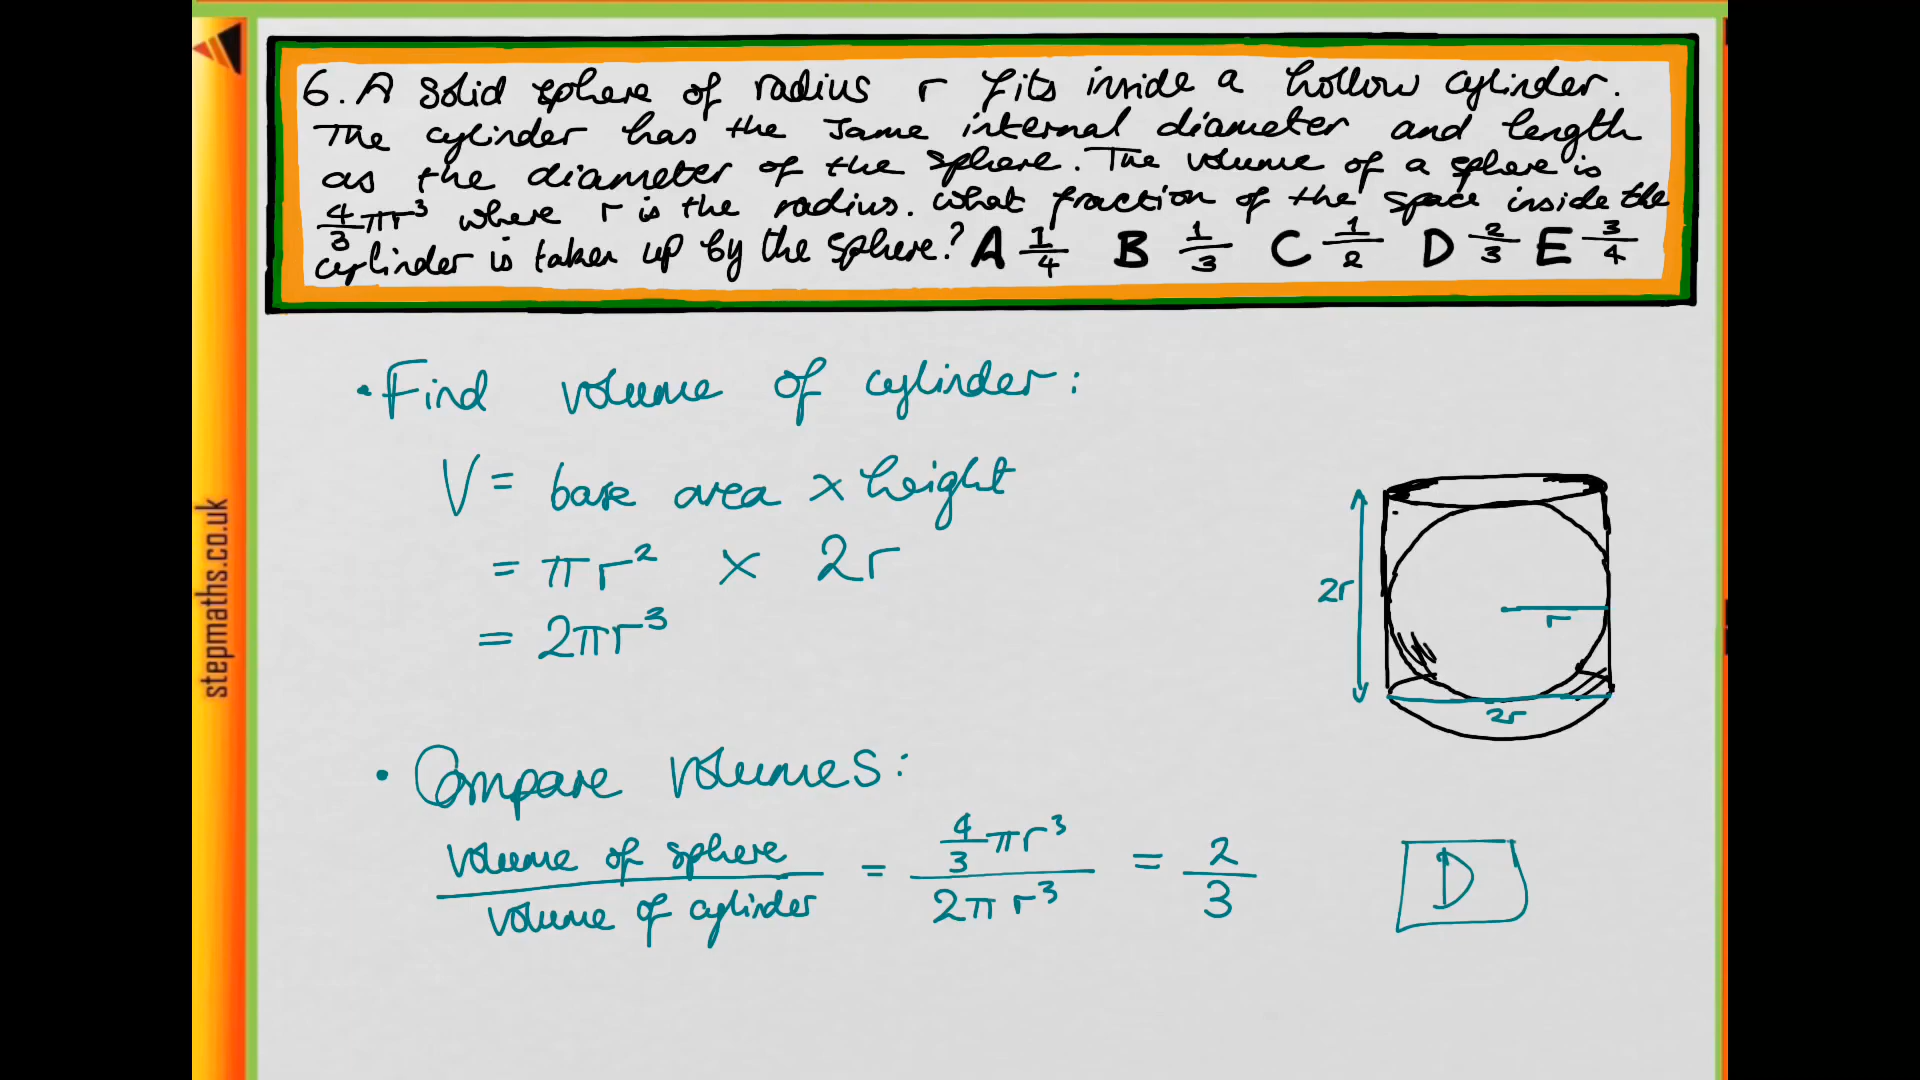 6. A solid sphere of radius r fits inside a hollow cylinder.
The cylinder has the same internal diameter and length
as the diameter of the sphere. The volume of a sphere is
4/3 πr³ where r is the radius. What fraction of the space inside the
cylinder is taken up by the sphere? A 1/4 B 1/3 C 1/2 D 2/3 E 3/4
• Find volume of cylinder:
V = base area × height
= πr² × 2r
= 2πr³
2r
r
2r
• Compare volumes:
volume of sphere / volume of cylinder = 4/3 πr³ / 2πr³ = 2/3
D
stepmaths.co.uk